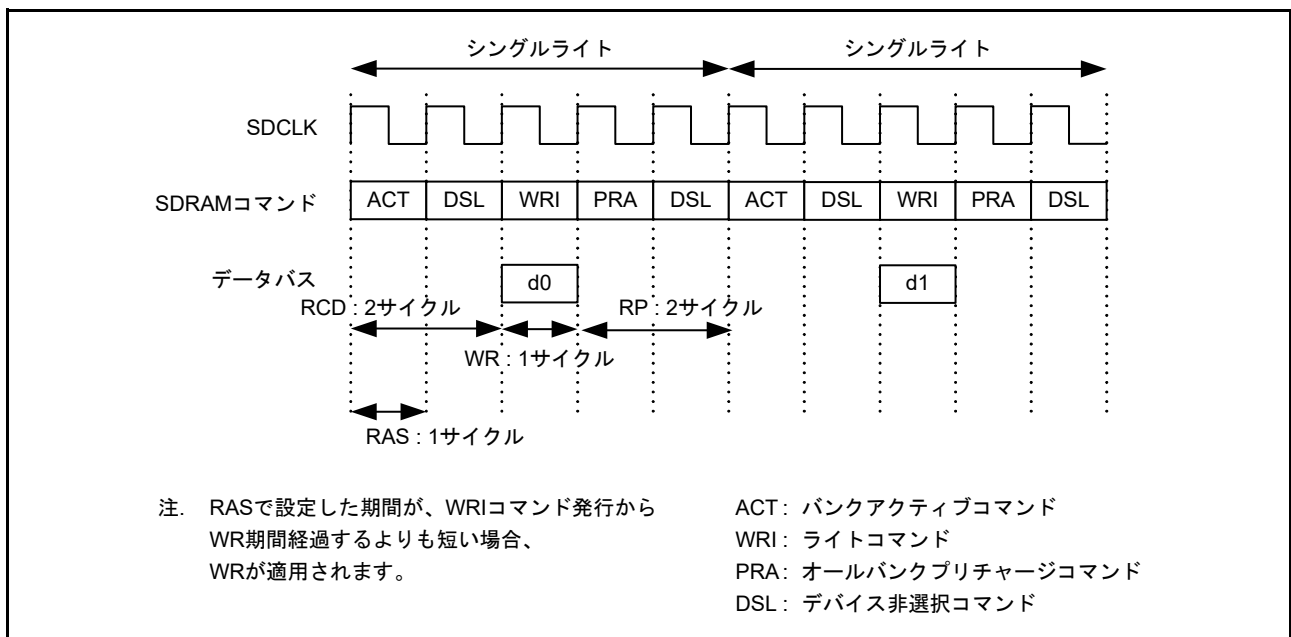 シングルライト シングルライト
SDCLK
SDRAMコマンド ACT DSL WRI PRA DSL ACT DSL WRI PRA DSL
データバス d0 d1
RCD : 2サイクル RP : 2サイクル
WR : 1サイクル
RAS : 1サイクル
注. RASで設定した期間が、WRIコマンド発行から
WR期間経過するよりも短い場合、
WRが適用されます。
ACT : バンクアクティブコマンド
WRI : ライトコマンド
PRA : オールバンクプリチャージコマンド
DSL : デバイス非選択コマンド